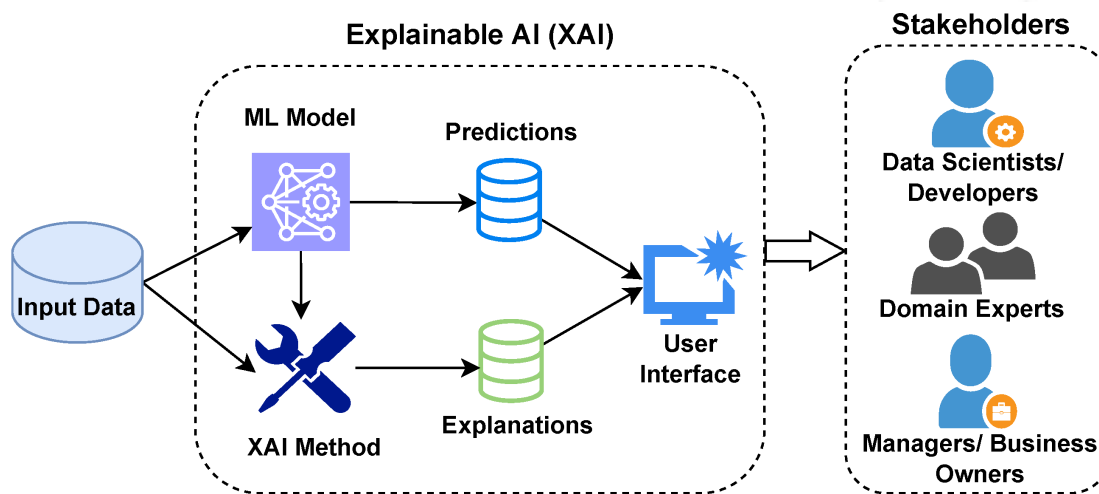 Explainable AI (XAI)
Stakeholders
ML Model
Predictions
Input Data
XAI Method
Explanations
User
Interface
Data Scientists/
Developers
Domain Experts
Managers/ Business
Owners